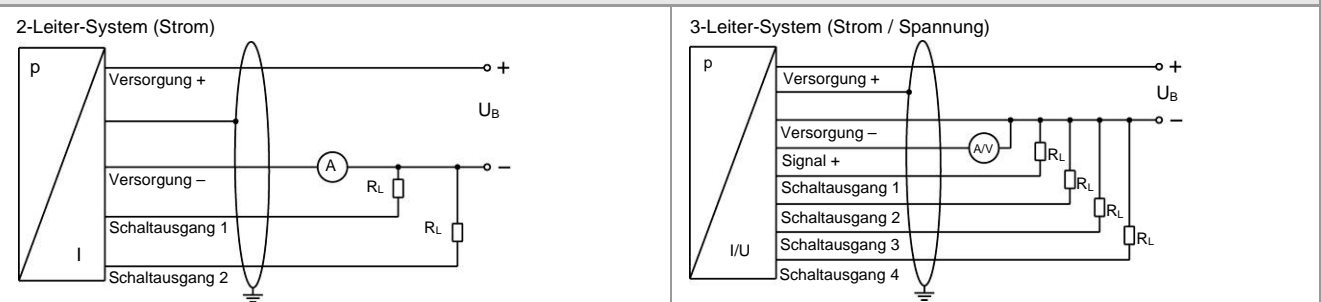 2-Leiter-System (Strom)
p
Versorgung +
+
U_B
A
–
Versorgung –
R_L
Schaltausgang 1
R_L
I
Schaltausgang 2
3-Leiter-System (Strom / Spannung)
p
+
Versorgung +
U_B
–
Versorgung –
A/V
R_L
Signal +
R_L
Schaltausgang 1
R_L
Schaltausgang 2
R_L
Schaltausgang 3
I/U
Schaltausgang 4